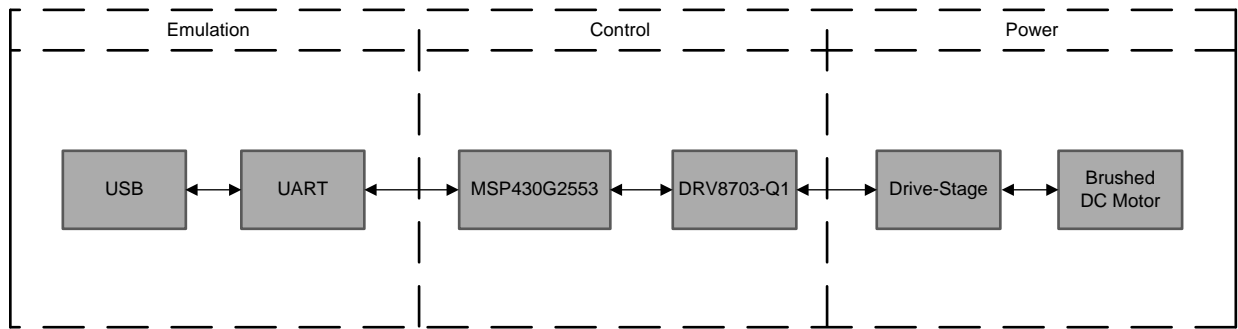 Emulation
Control
Power
USB
UART
MSP430G2553
DRV8703-Q1
Drive-Stage
Brushed
DC Motor